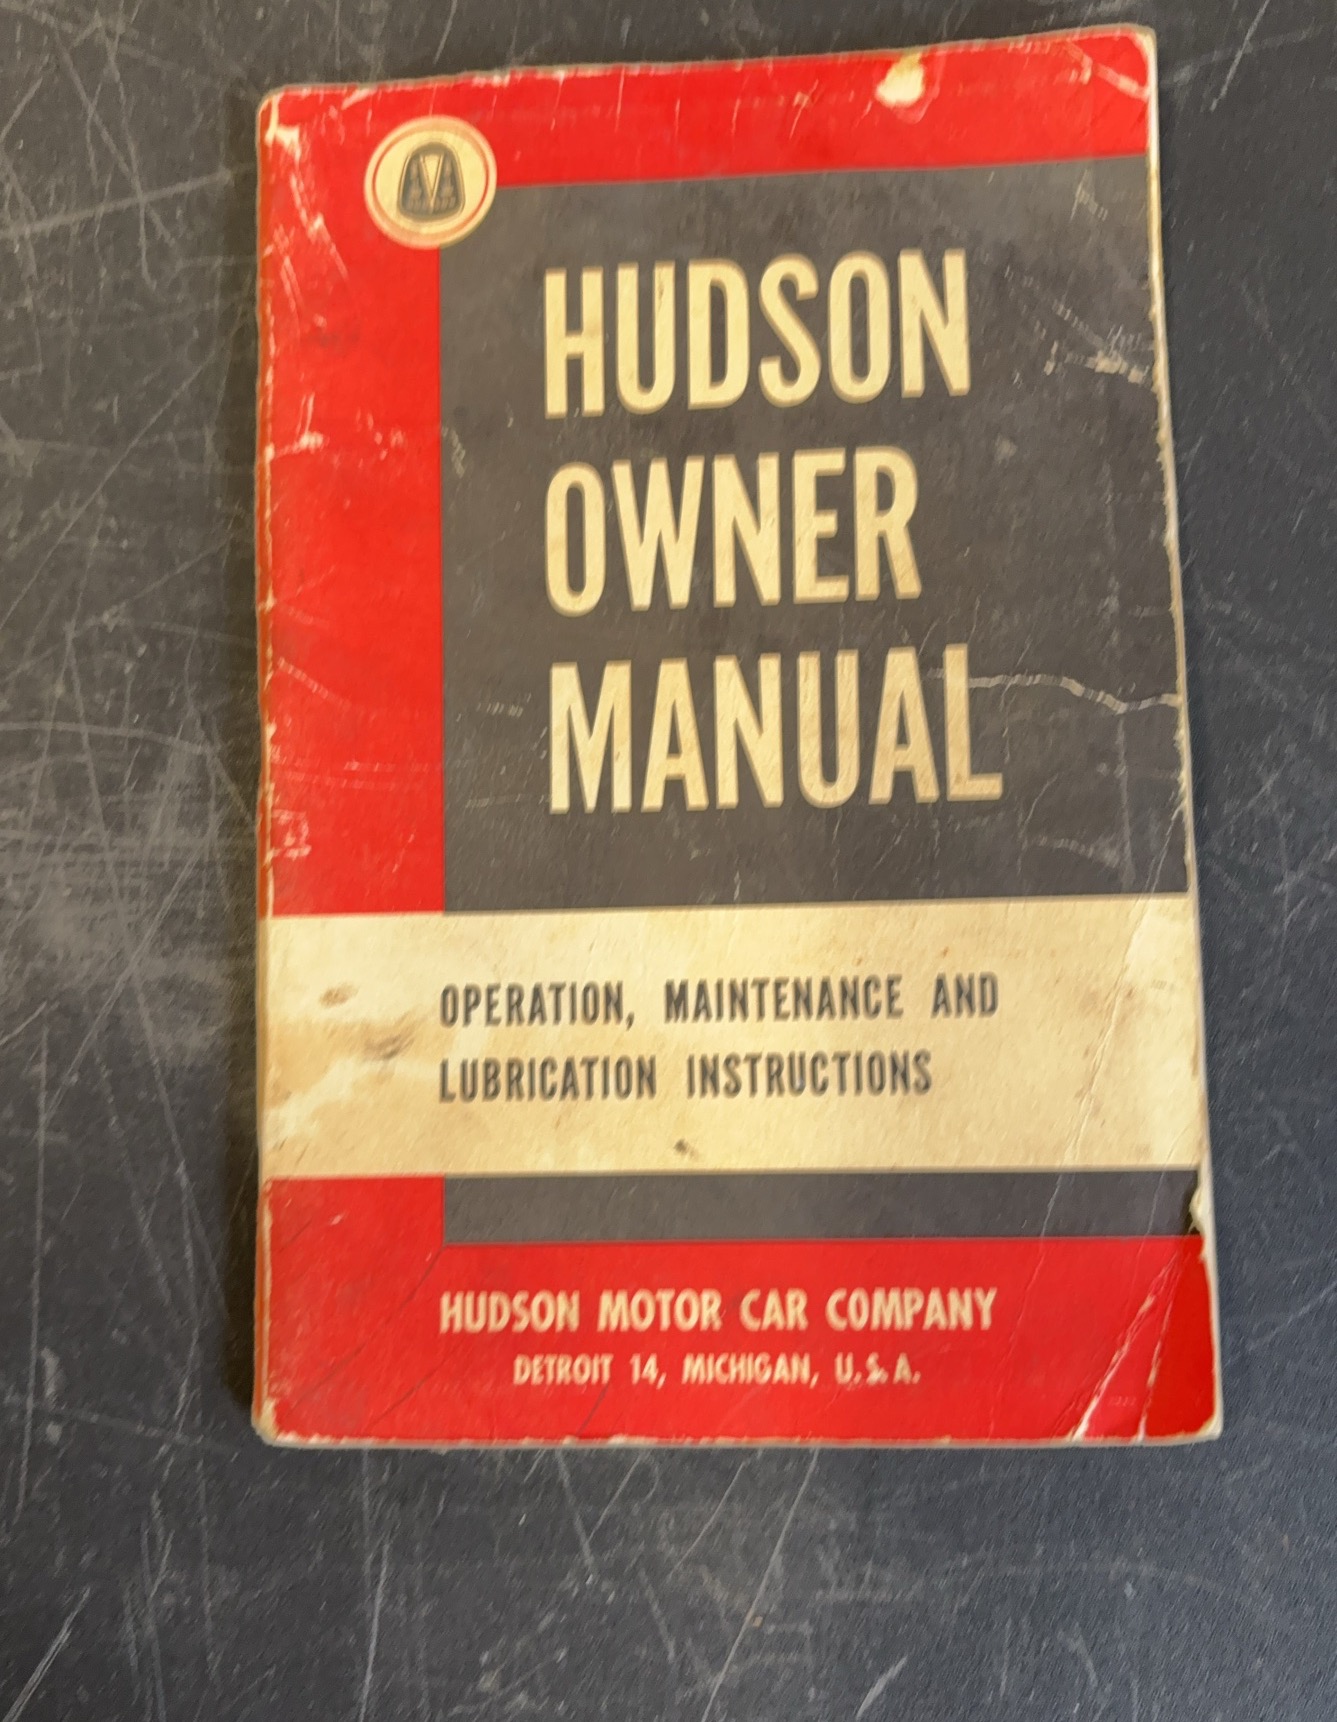 HUDSON
OWNER
MANUAL
OPERATION, MAINTENANCE AND
LUBRICATION INSTRUCTIONS
HUDSON MOTOR CAR COMPANY
DETROIT 14, MICHIGAN, U.S.A.